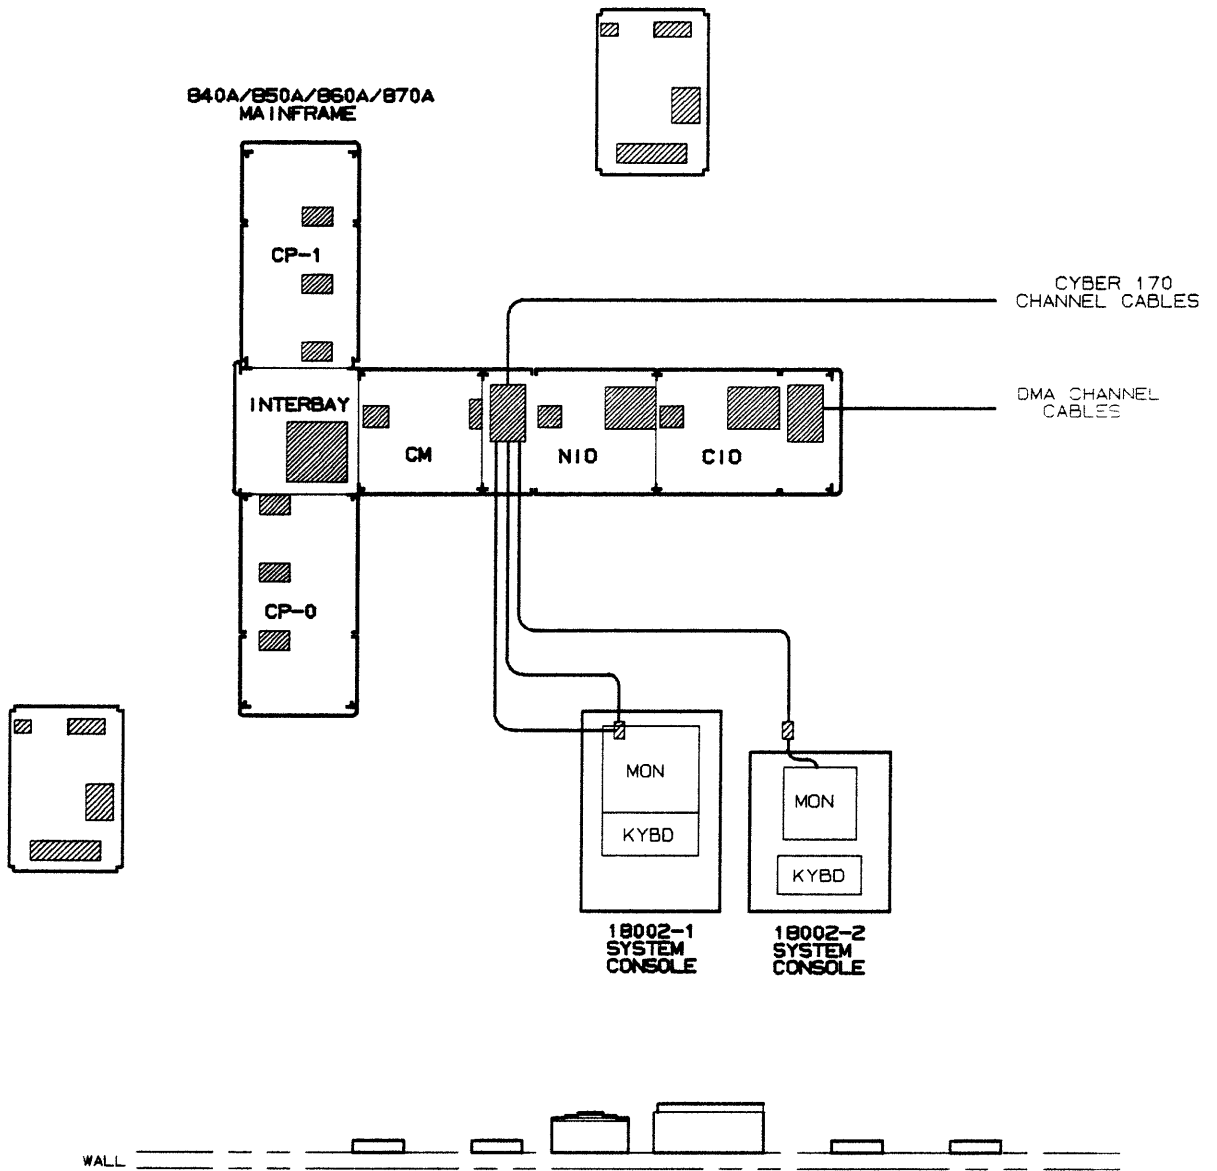 840A/850A/860A/870A
MAINFRAME
CP-1
CYBER 170
CHANNEL CABLES
INTERBAY
DMA CHANNEL
CABLES
CM
NIO
CIO
CP-0
MON
KYBD
MON
KYBD
18002-1
SYSTEM
CONSOLE
18002-2
SYSTEM
CONSOLE
WALL